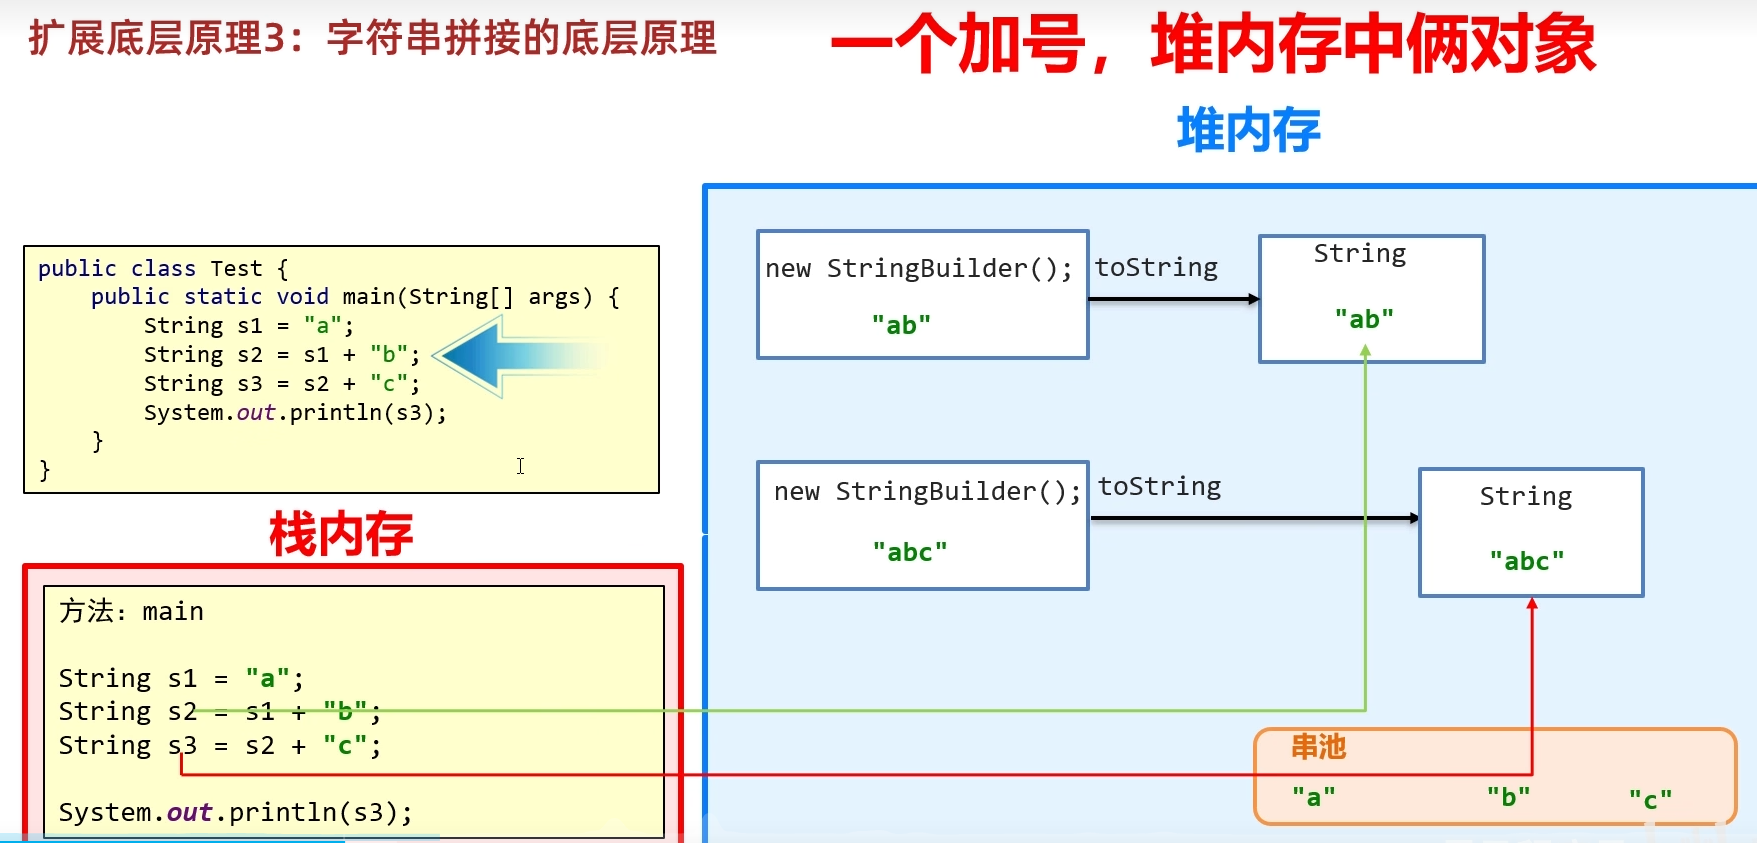 扩展底层原理3：字符串拼接的底层原理
一个加号，堆内存中俩对象
堆内存
public class Test {
public static void main(String[] args) {
String s1 = "a";
String s2 = s1 + "b";
String s3 = s2 + "c";
System.out.println(s3);
}
}
new StringBuilder();
"ab"
toString
String
"ab"
new StringBuilder();
"abc"
toString
String
"abc"
栈内存
方法：main
String s1 = "a";
String s2 = s1 + "b";
String s3 = s2 + "c";
System.out.println(s3);
串池
"a" "b" "c"